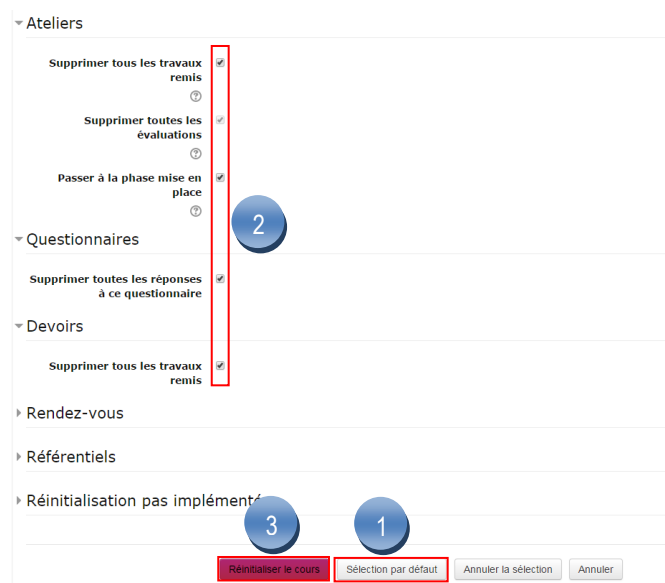 Ateliers
Supprimer tous les travaux
remis
Supprimer toutes les
évaluations
Passer à la phase mise en
place
2
Questionnaires
Supprimer toutes les réponses
à ce questionnaire
Devoirs
Supprimer tous les travaux
remis
Rendez-vous
Référentiels
Réinitialisation pas implémenté
3
1
Réinitialiser le cours
Sélection par défaut
Annuler la sélection
Annuler